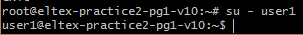 root@eltex-practice2-pg1-v10:~# su - user1
user1@eltex-practice2-pg1-v10:~$